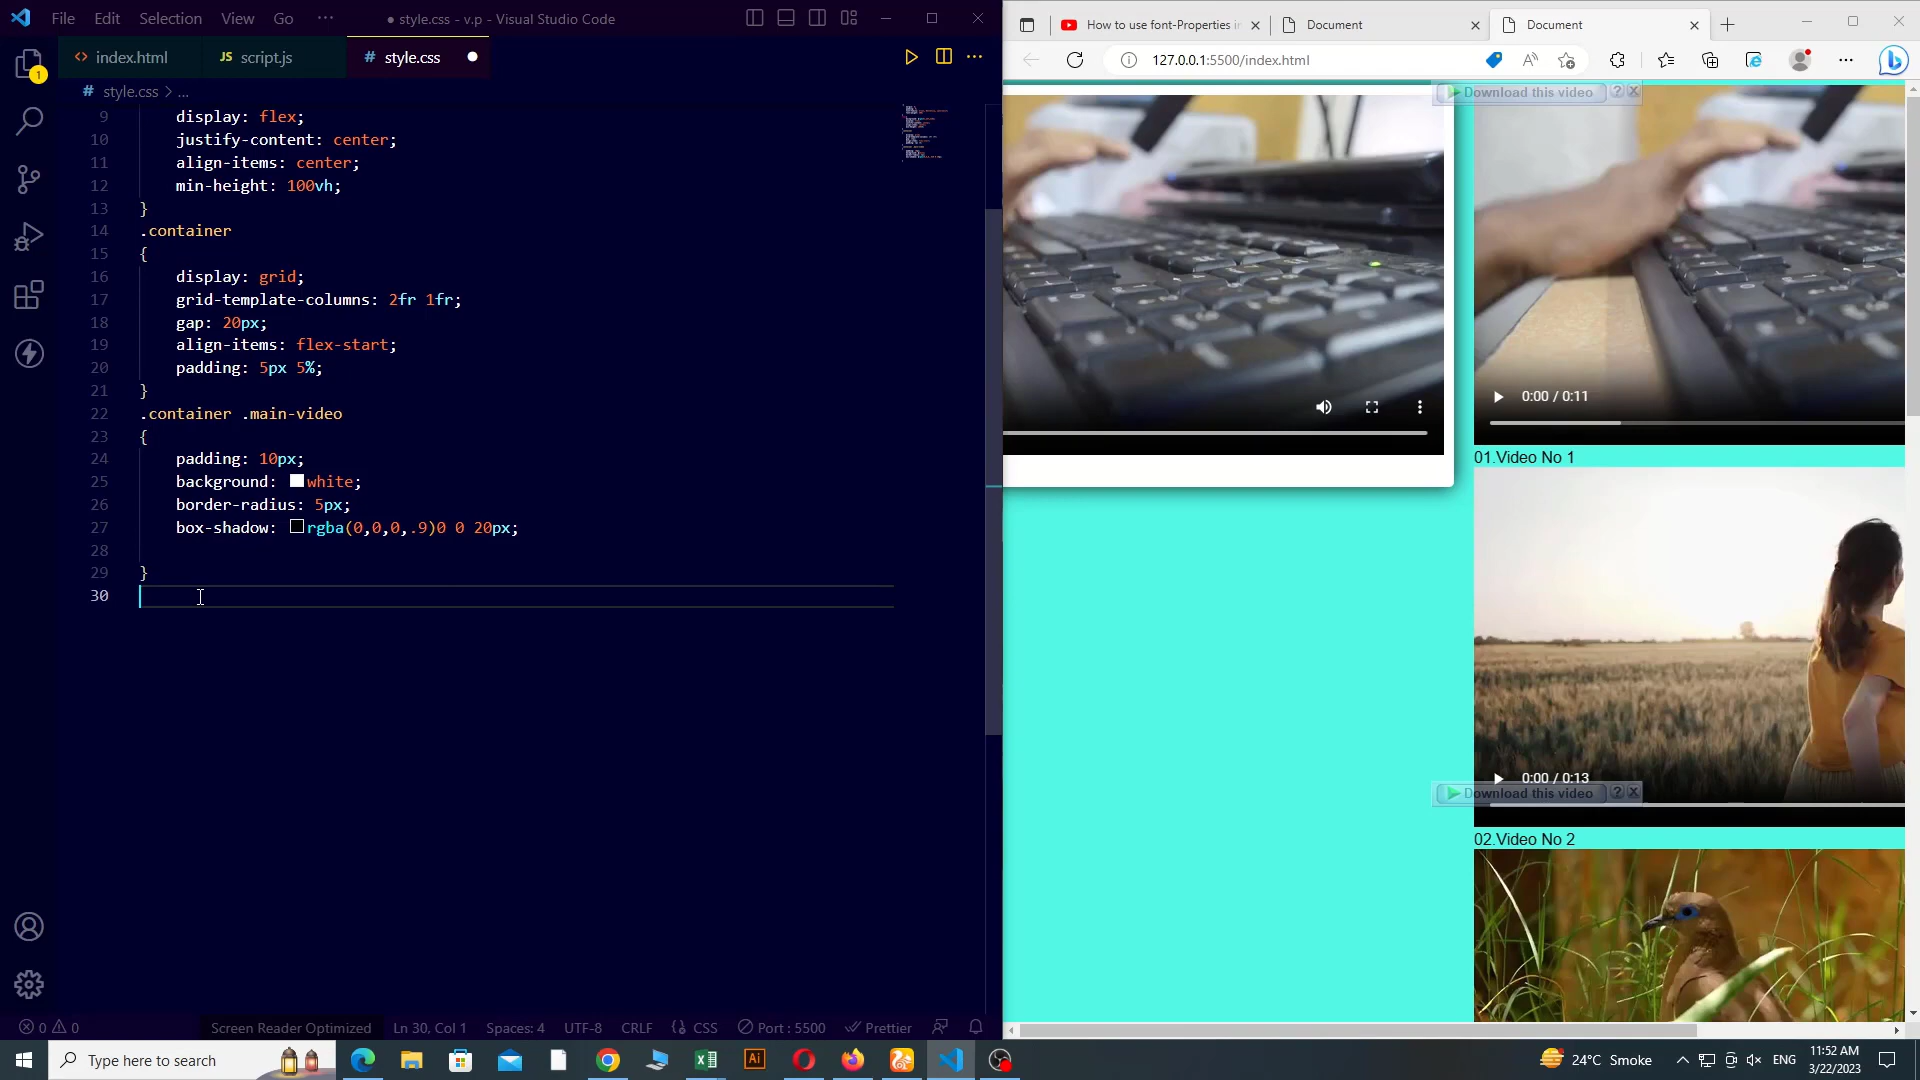 File Edit Selection View Go ··· ● style.css - v.p - Visual Studio Code
How to use font-Properties in
Document
Document
1
index.html
JS script.js
# style.css
127.0.0.1:5500/index.html
# style.css > ...
Download this video ?
9 display: flex;
10 justify-content: center;
11 align-items: center;
12 min-height: 100vh;
13 }
14 .container
15 {
16 display: grid;
17 grid-template-columns: 2fr 1fr;
18 gap: 20px;
19 align-items: flex-start;
20 padding: 5px 5%;
21 }
22 .container .main-video
23 {
24 padding: 10px;
25 background: white;
26 border-radius: 5px;
27 box-shadow: rgba(0,0,0,.9)0 0 20px;
28
29 }
30
0:00 / 0:11
01.Video No 1
0:00 / 0:13
Download this video ?
02.Video No 2
0 0 Screen Reader Optimized Ln 30, Col 1 Spaces: 4 UTF-8 CRLF {} CSS Port : 5500 Prettier
Type here to search
Ai
24°C Smoke
ENG
11:52 AM
3/22/2023